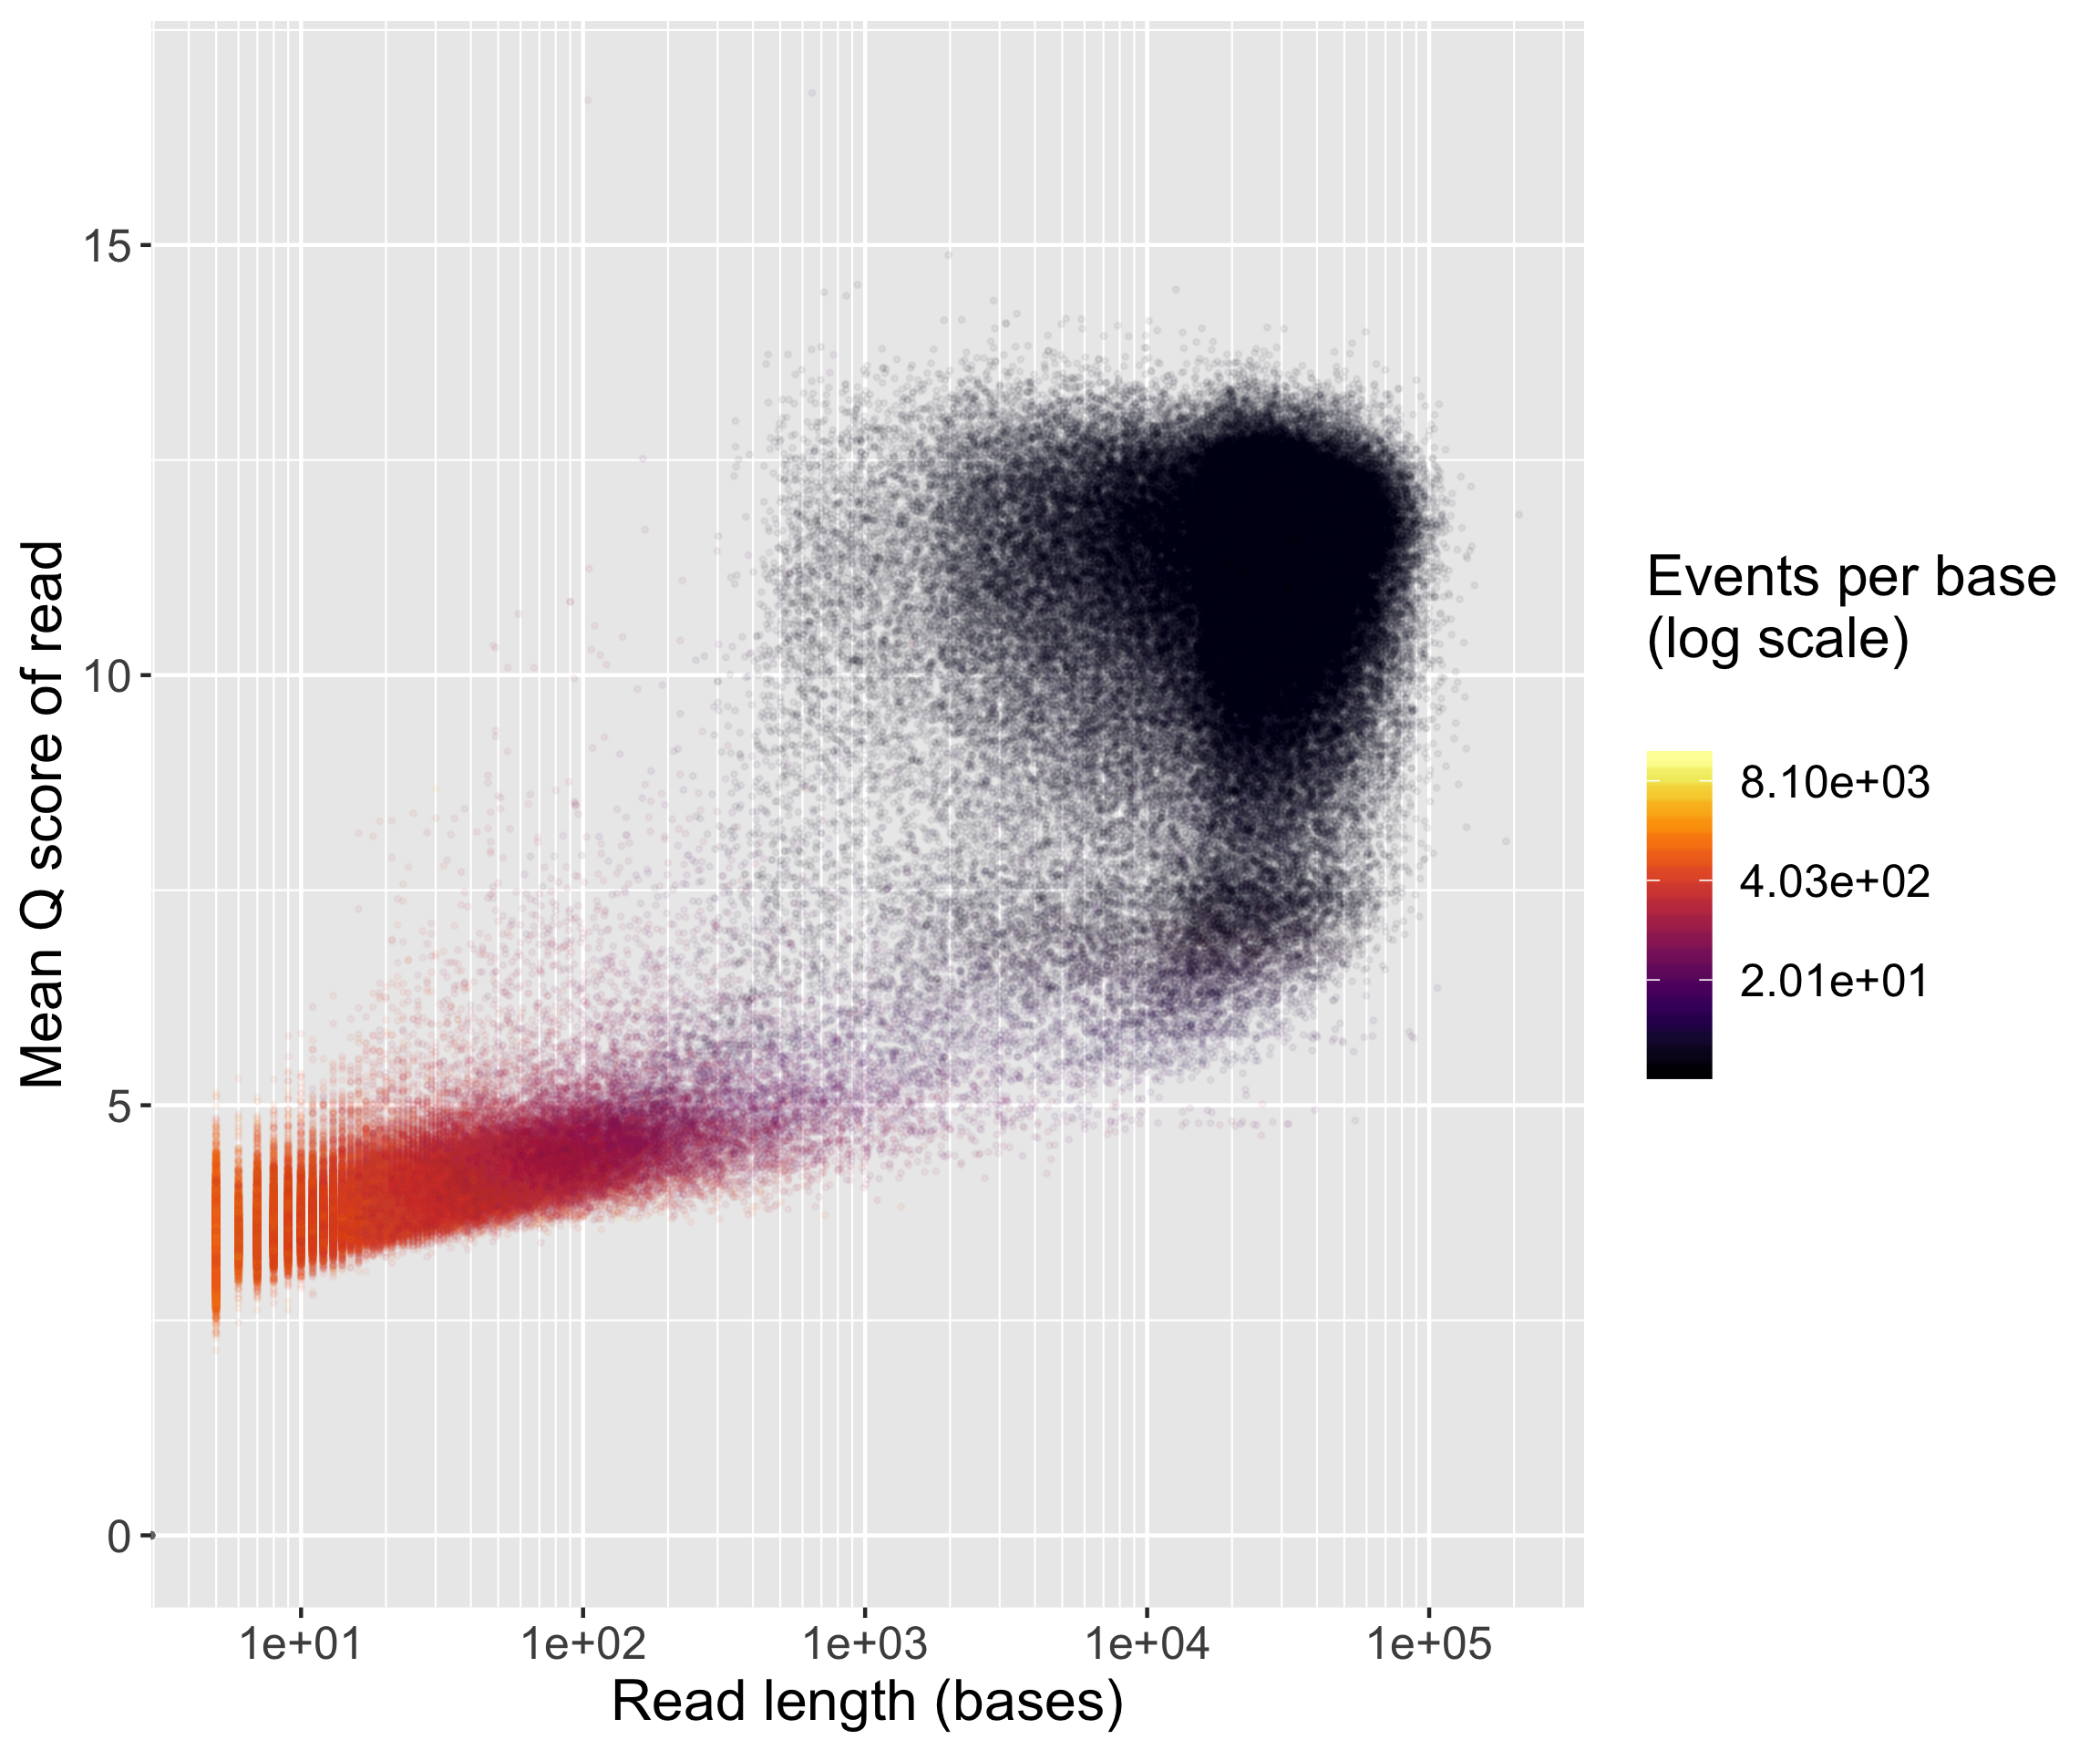 Mean Q score of read
15
10
5
0
1e+01 1e+02 1e+03 1e+04 1e+05
Read length (bases)
Events per base
(log scale)
8.10e+03
4.03e+02
2.01e+01